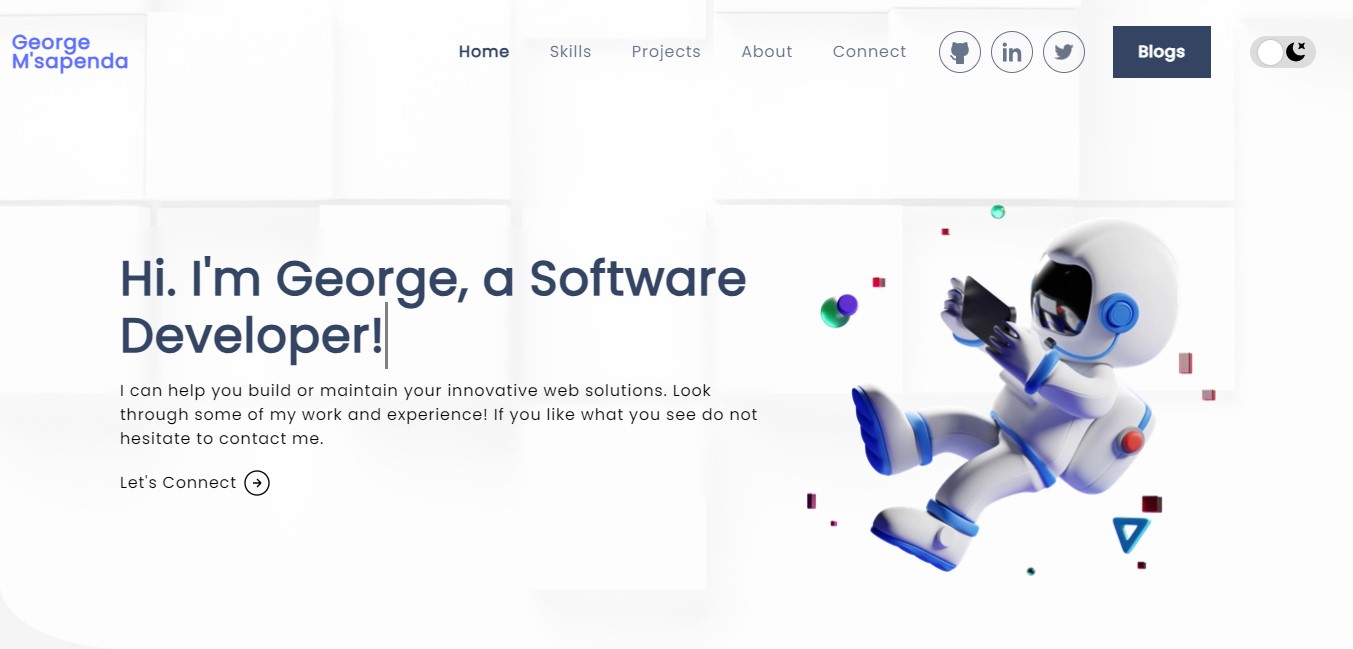 George
M'sapenda
Home Skills Projects About Connect in Blogs
Hi. I'm George, a Software
Developer!
I can help you build or maintain your innovative web solutions. Look
through some of my work and experience! If you like what you see do not
hesitate to contact me.
Let's Connect